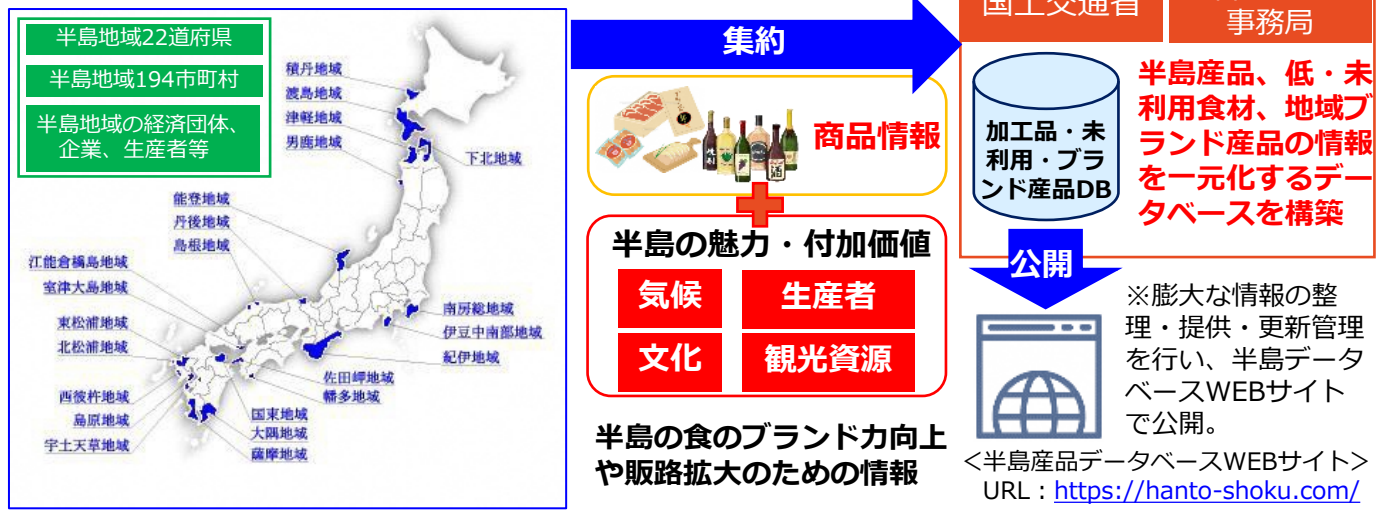 半島地域22道府県
半島地域194市町村
半島地域の経済団体、
企業、生産者等
積丹地域
渡島地域
津軽地域
男鹿地域
下北地域
能登地域
丹後地域
島根地域
江能倉橋島地域
室津大島地域
東松浦地域
北松浦地域
西彼杵地域
島原地域
宇土天草地域
南房総地域
伊豆中南部地域
紀伊地域
佐田岬地域
幡多地域
国東地域
大隅地域
薩摩地域
集約
商品情報
半島の魅力・付加価値
気候
生産者
文化
観光資源
半島の食のブランド力向上
や販路拡大のための情報
国土交通省
事務局
加工品・未
利用・ブラ
ンド産品DB
半島産品、低・未
利用食材、地域ブ
ランド産品の情報
を一元化するデー
タベースを構築
公開
※膨大な情報の整
理・提供・更新管理
を行い、半島データ
ベースWEBサイト
で公開。
＜半島産品データベースWEBサイト＞
URL：https://hanto-shoku.com/